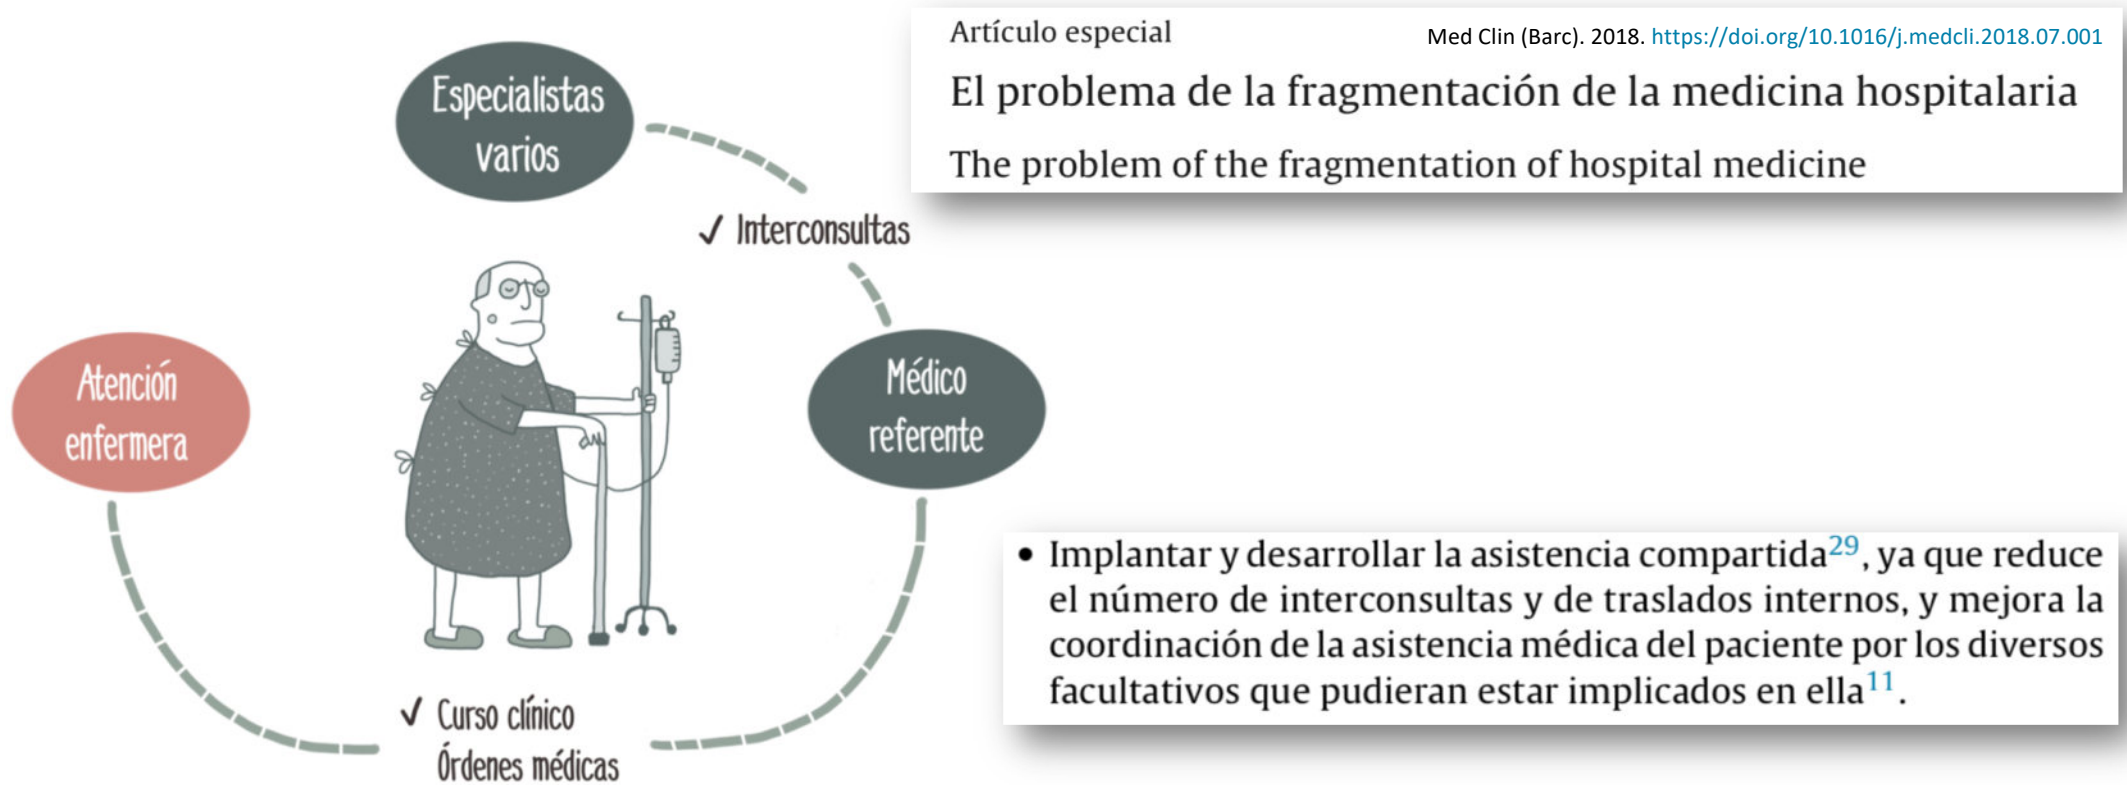 Artículo especial
Med Clin (Barc). 2018. https://doi.org/10.1016/j.medcli.2018.07.001
El problema de la fragmentación de la medicina hospitalaria
The problem of the fragmentation of hospital medicine
Especialistas
varios
✓ Interconsultas
Atención
enfermera
Médico
referente
✓ Curso clínico
Órdenes médicas
• Implantar y desarrollar la asistencia compartida29, ya que reduce
el número de interconsultas y de traslados internos, y mejora la
coordinación de la asistencia médica del paciente por los diversos
facultativos que pudieran estar implicados en ella11.